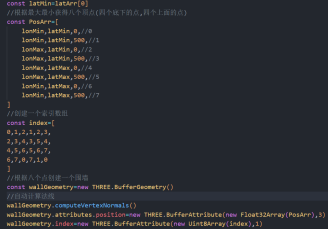 const latMin=latArr[0]
//根据最大最小获得八个顶点(四个底下的点,四个上面的点)
const PosArr=[
lonMin,latMin,0,//0
lonMin,latMin,500,//1
lonMax,latMin,0,//2
lonMax,latMin,500,//3
lonMax,latMax,0,//4
lonMax,latMax,500,//5
lonMin,latMax,0,//6
lonMin,latMax,500,//7
]
//创建一个索引数组
const index=[
0,1,2,1,2,3,
2,3,4,3,5,4,
4,5,6,5,6,7,
6,7,0,7,1,0
]
//根据八个点创建一个围墙
const wallGeometry=new THREE.BufferGeometry()
//自动计算法线
wallGeometry.computeVertexNormals()
wallGeometry.attributes.position=new THREE.BufferAttribute(new Float32Array(PosArr),3)
wallGeometry.index=new THREE.BufferAttribute(new Uint8Array(index),1)